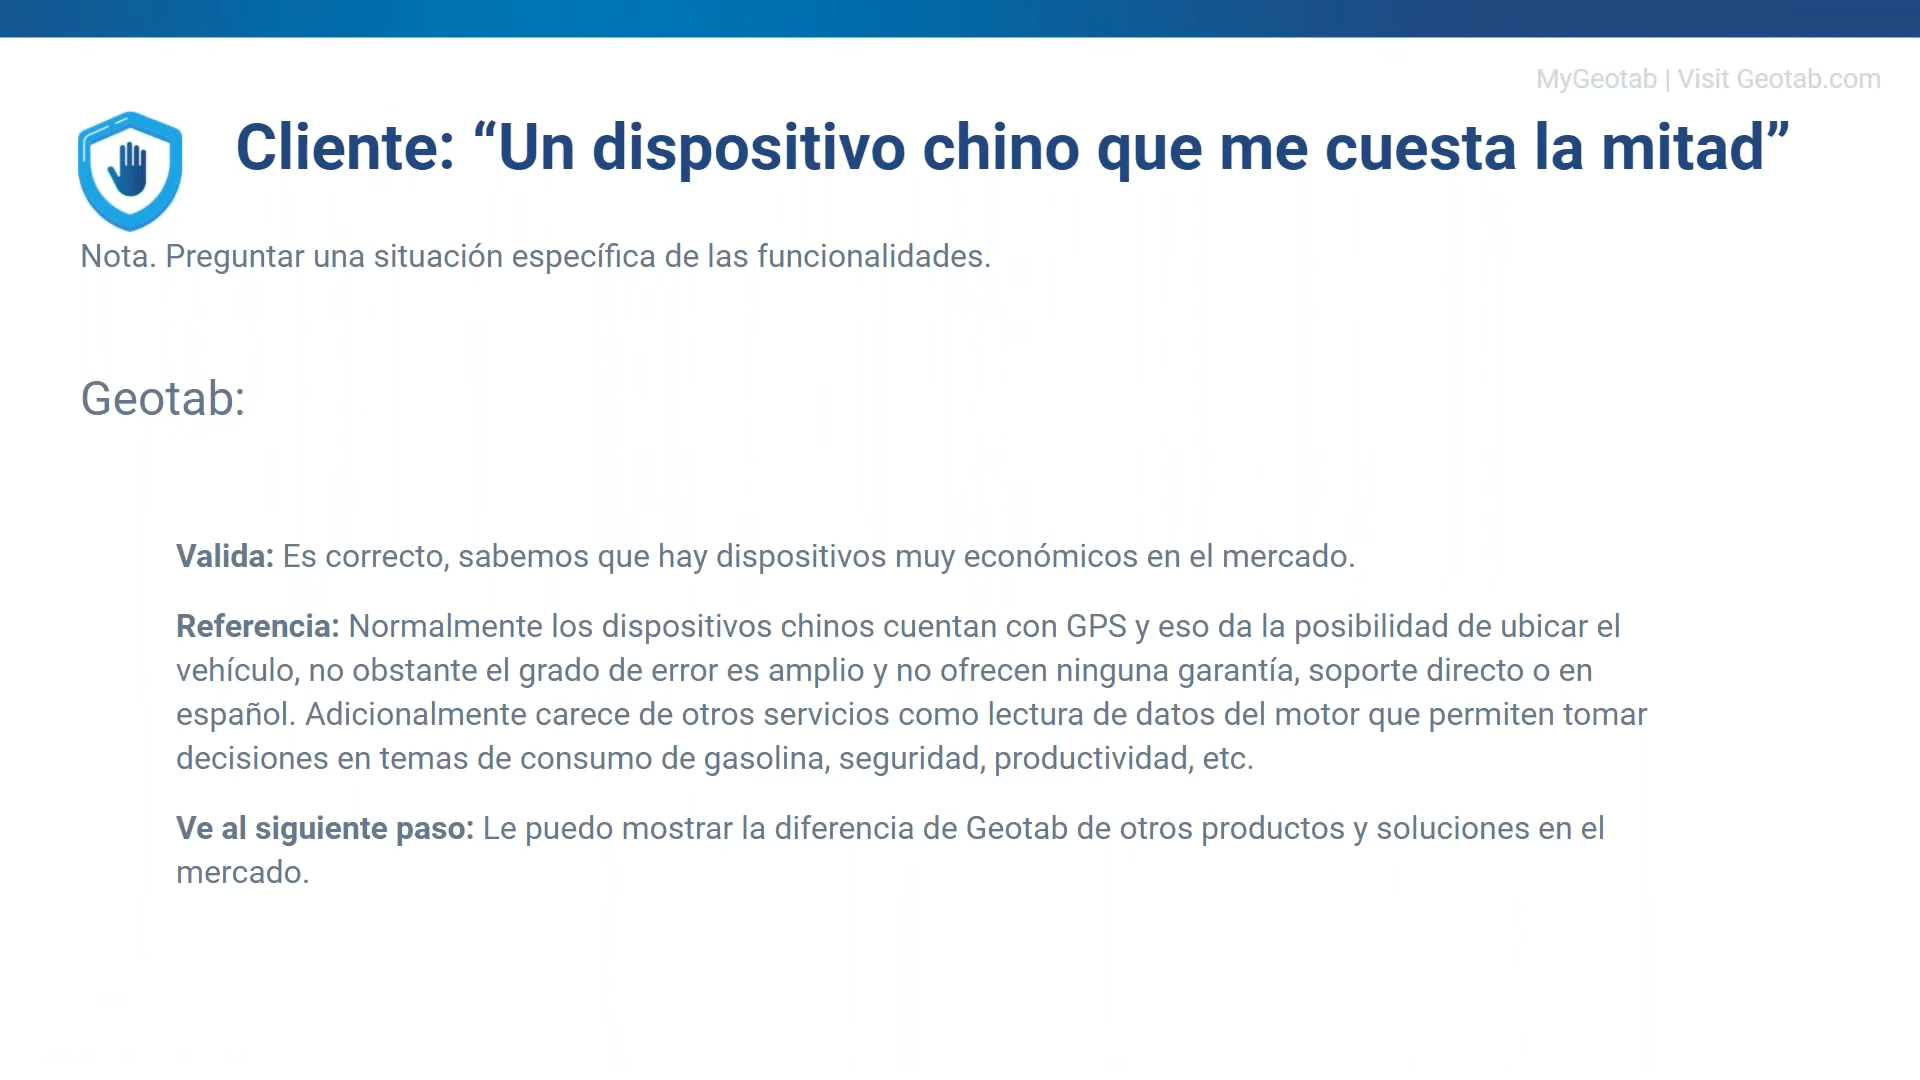 MyGeotab | Visit Geotab.com
Cliente: “Un dispositivo chino que me cuesta la mitad”
Nota. Preguntar una situación específica de las funcionalidades.
Geotab:
Valida: Es correcto, sabemos que hay dispositivos muy económicos en el mercado.
Referencia: Normalmente los dispositivos chinos cuentan con GPS y eso da la posibilidad de ubicar el
vehículo, no obstante el grado de error es amplio y no ofrecen ninguna garantía, soporte directo o en
español. Adicionalmente carece de otros servicios como lectura de datos del motor que permiten tomar
decisiones en temas de consumo de gasolina, seguridad, productividad, etc.
Ve al siguiente paso: Le puedo mostrar la diferencia de Geotab de otros productos y soluciones en el
mercado.